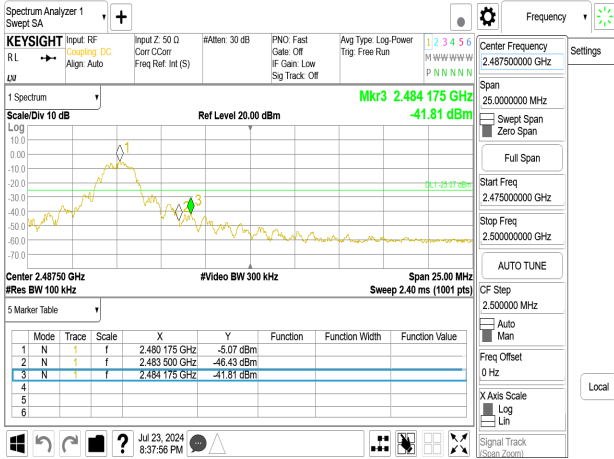 Spectrum Analyzer 1
Swept SA
Frequency
Settings
KEYSIGHT
RL
LXI
Input: RF
Coupling: DC
Align: Auto
Input Z: 50 Ω
Corr CCorr
Freq Ref: Int (S)
#Atten: 30 dB
PNO: Fast
Gate: Off
IF Gain: Low
Sig Track: Off
Avg Type: Log-Power
Trig: Free Run
1 2 3 4 5 6
M W W W W W
P N N N N N
1 Spectrum
Scale/Div 10 dB
Ref Level 20.00 dBm
Mkr3 2.484 175 GHz
-41.81 dBm
Log
10.0
0.00
-10.0
-20.0
-30.0
-40.0
-50.0
-60.0
-70.0
1
2
3
DL1 -25.07 dBm
Center 2.48750 GHz
#Res BW 100 kHz
#Video BW 300 kHz
Span 25.00 MHz
Sweep 2.40 ms (1001 pts)
5 Marker Table
Mode Trace Scale X Y Function Function Width Function Value
1 N 1 f 2.480 175 GHz -5.07 dBm
2 N 1 f 2.483 500 GHz -46.43 dBm
3 N 1 f 2.484 175 GHz -41.81 dBm
4
5
6
Center Frequency
2.487500000 GHz
Span
25.0000000 MHz
Swept Span
Zero Span
Full Span
Start Freq
2.475000000 GHz
Stop Freq
2.500000000 GHz
AUTO TUNE
CF Step
2.500000 MHz
Auto
Man
Freq Offset
0 Hz
X Axis Scale
Log
Lin
Signal Track
(Span Zoom)
Local
Jul 23, 2024
8:37:56 PM